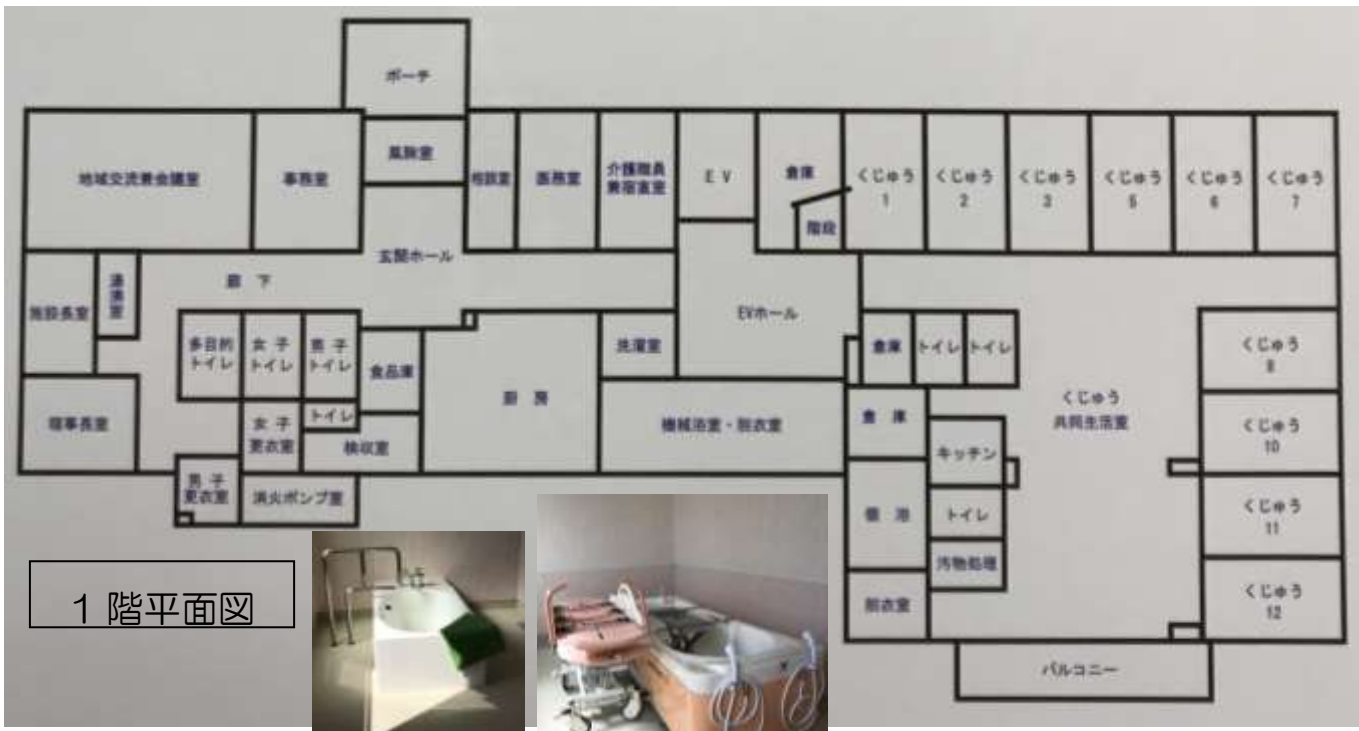 ポーチ
地域交流兼会議室
事務室
風除室
相談室
医務室
介護職員
兼宿直室
EV
倉庫
階段
くじゅう
1
くじゅう
2
くじゅう
3
くじゅう
5
くじゅう
6
くじゅう
7
玄関ホール
廊下
施設長室
湯沸室
EVホール
多目的
トイレ
女子
トイレ
男子
トイレ
食品庫
厨房
洗濯室
倉庫
トイレ
トイレ
くじゅう
8
理事長室
女子
更衣室
トイレ
検収室
機械浴室・脱衣室
倉庫
キッチン
くじゅう
共同生活室
くじゅう
10
男子
更衣室
消火ポンプ室
個浴
トイレ
くじゅう
11
汚物処理
脱衣室
くじゅう
12
バルコニー
1階平面図